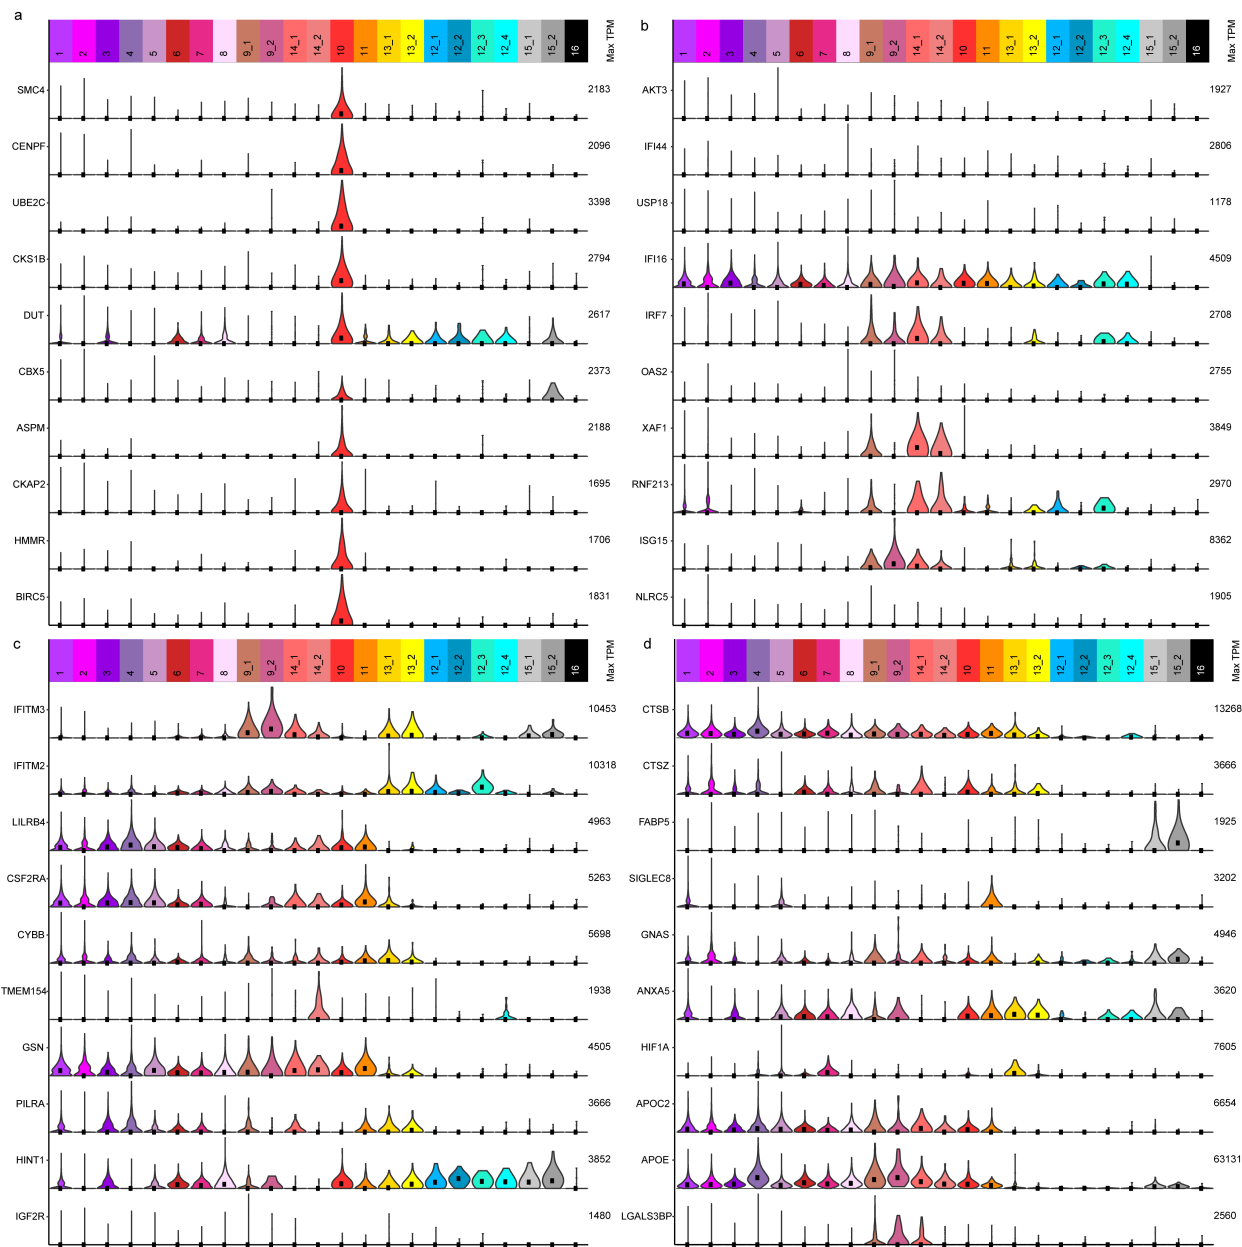 a
1 2 3 4 5 6 7 8 9_1 9_2 14_1 14_2 10 11 13_1 13_2 12_1 12_2 12_3 12_4 15_1 15_2 16 Max TPM
SMC4 2183
CENPF 2096
UBE2C 3398
CKS1B 2794
DUT 2617
CBX5 2373
ASPM 2188
CKAP2 1695
HMMR 1706
BIRC5 1831
b
1 2 3 4 5 6 7 8 9_1 9_2 14_1 14_2 10 11 13_1 13_2 12_1 12_2 12_3 12_4 15_1 15_2 16 Max TPM
AKT3 1927
IFI44 2806
USP18 1178
IFI16 4509
IRF7 2708
OAS2 2755
XAF1 3849
RNF213 2970
ISG15 8362
NLRC5 1905
c
1 2 3 4 5 6 7 8 9_1 9_2 14_1 14_2 10 11 13_1 13_2 12_1 12_2 12_3 12_4 15_1 15_2 16 Max TPM
IFITM3 10453
IFITM2 10318
LILRB4 4963
CSF2RA 5263
CYBB 5698
TMEM154 1938
GSN 4505
PILRA 3666
HINT1 3852
IGF2R 1480
d
1 2 3 4 5 6 7 8 9_1 9_2 14_1 14_2 10 11 13_1 13_2 12_1 12_2 12_3 12_4 15_1 15_2 16 Max TPM
CTSB 13268
CTSZ 3666
FABP5 1925
SIGLEC8 3202
GNAS 4946
ANXA5 3620
HIF1A 7605
APOC2 6654
APOE 63131
LGALS3BP 2560